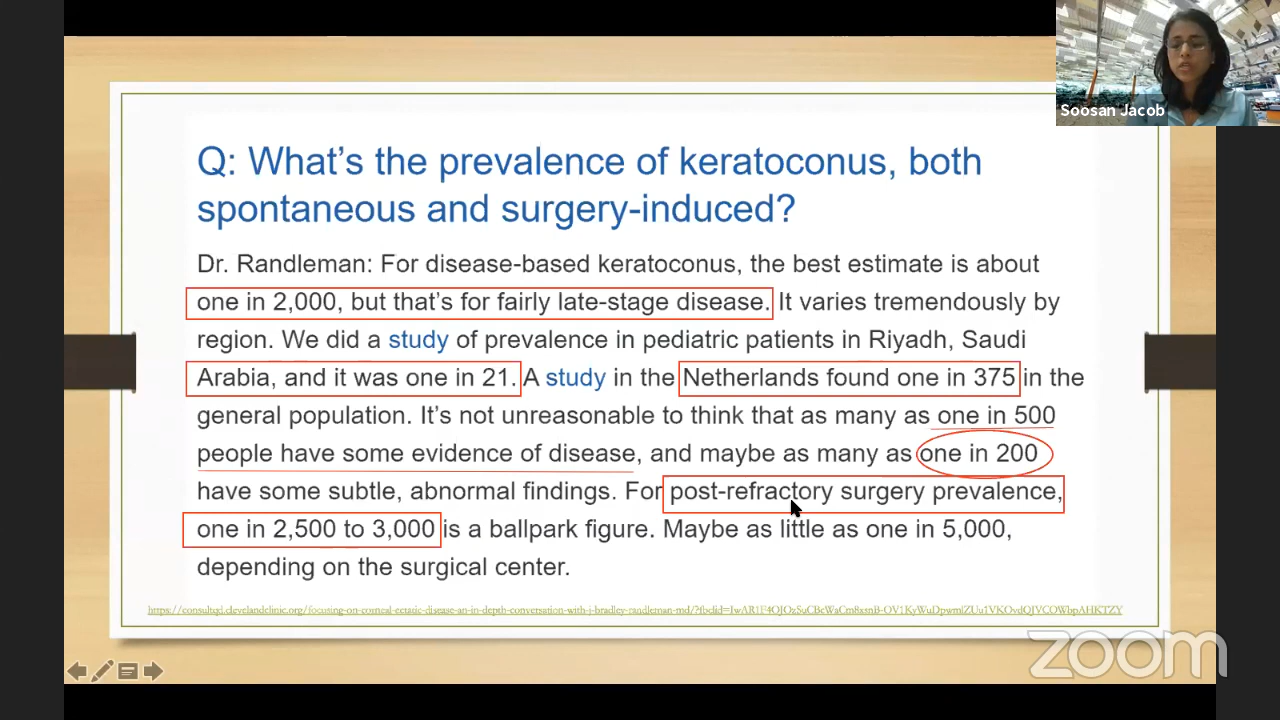 Soosan Jacob
Q: What's the prevalence of keratoconus, both
spontaneous and surgery-induced?
Dr. Randleman: For disease-based keratoconus, the best estimate is about
one in 2,000, but that's for fairly late-stage disease. It varies tremendously by
region. We did a study of prevalence in pediatric patients in Riyadh, Saudi
Arabia, and it was one in 21. A study in the Netherlands found one in 375 in the
general population. It's not unreasonable to think that as many as one in 500
people have some evidence of disease, and maybe as many as one in 200
have some subtle, abnormal findings. For post-refractory surgery prevalence,
one in 2,500 to 3,000 is a ballpark figure. Maybe as little as one in 5,000,
depending on the surgical center.
zoom